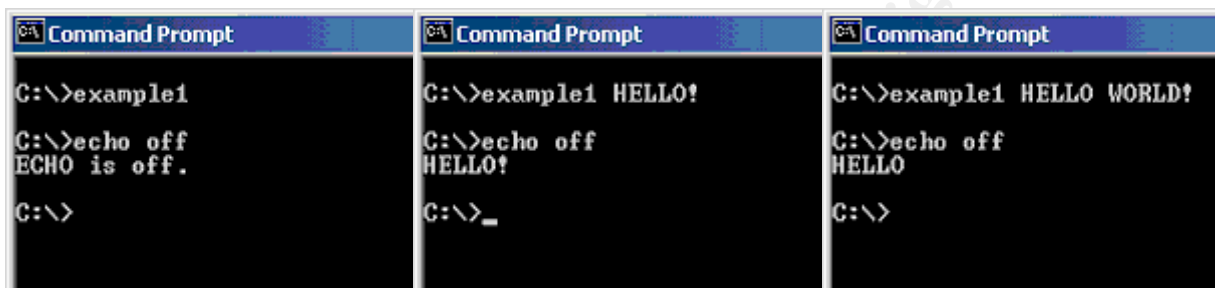 Command Prompt
C:\>example1
C:\>echo off
ECHO is off.
C:\>
Command Prompt
C:\>example1 HELLO!
C:\>echo off
HELLO!
C:\>_
Command Prompt
C:\>example1 HELLO WORLD!
C:\>echo off
HELLO
C:\>